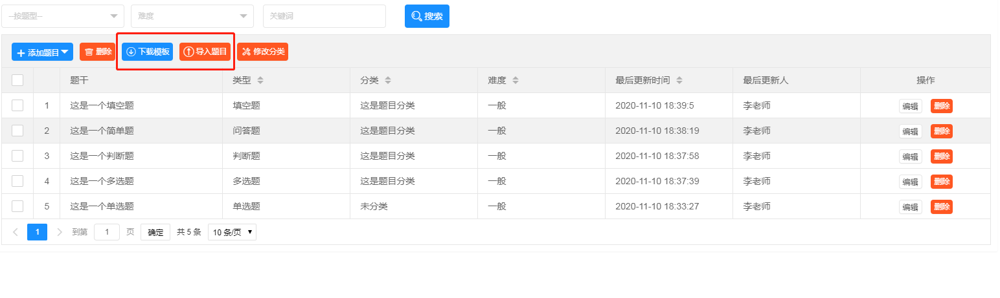 --按题型-- 难度 关键词 搜索
添加题目 删除 下载模板 导入题目 修改分类
题干 类型 分类 难度 最后更新时间 最后更新人 操作
1 这是一个填空题 填空题 这是题目分类 一般 2020-11-10 18:39:5 李老师 编辑 删除
2 这是一个简单题 问答题 这是题目分类 一般 2020-11-10 18:38:19 李老师 编辑 删除
3 这是一个判断题 判断题 这是题目分类 一般 2020-11-10 18:37:58 李老师 编辑 删除
4 这是一个多选题 多选题 这是题目分类 一般 2020-11-10 18:37:39 李老师 编辑 删除
5 这是一个单选题 单选题 未分类 一般 2020-11-10 18:33:27 李老师 编辑 删除
1 到第 1 页 确定 共 5 条 10 条/页